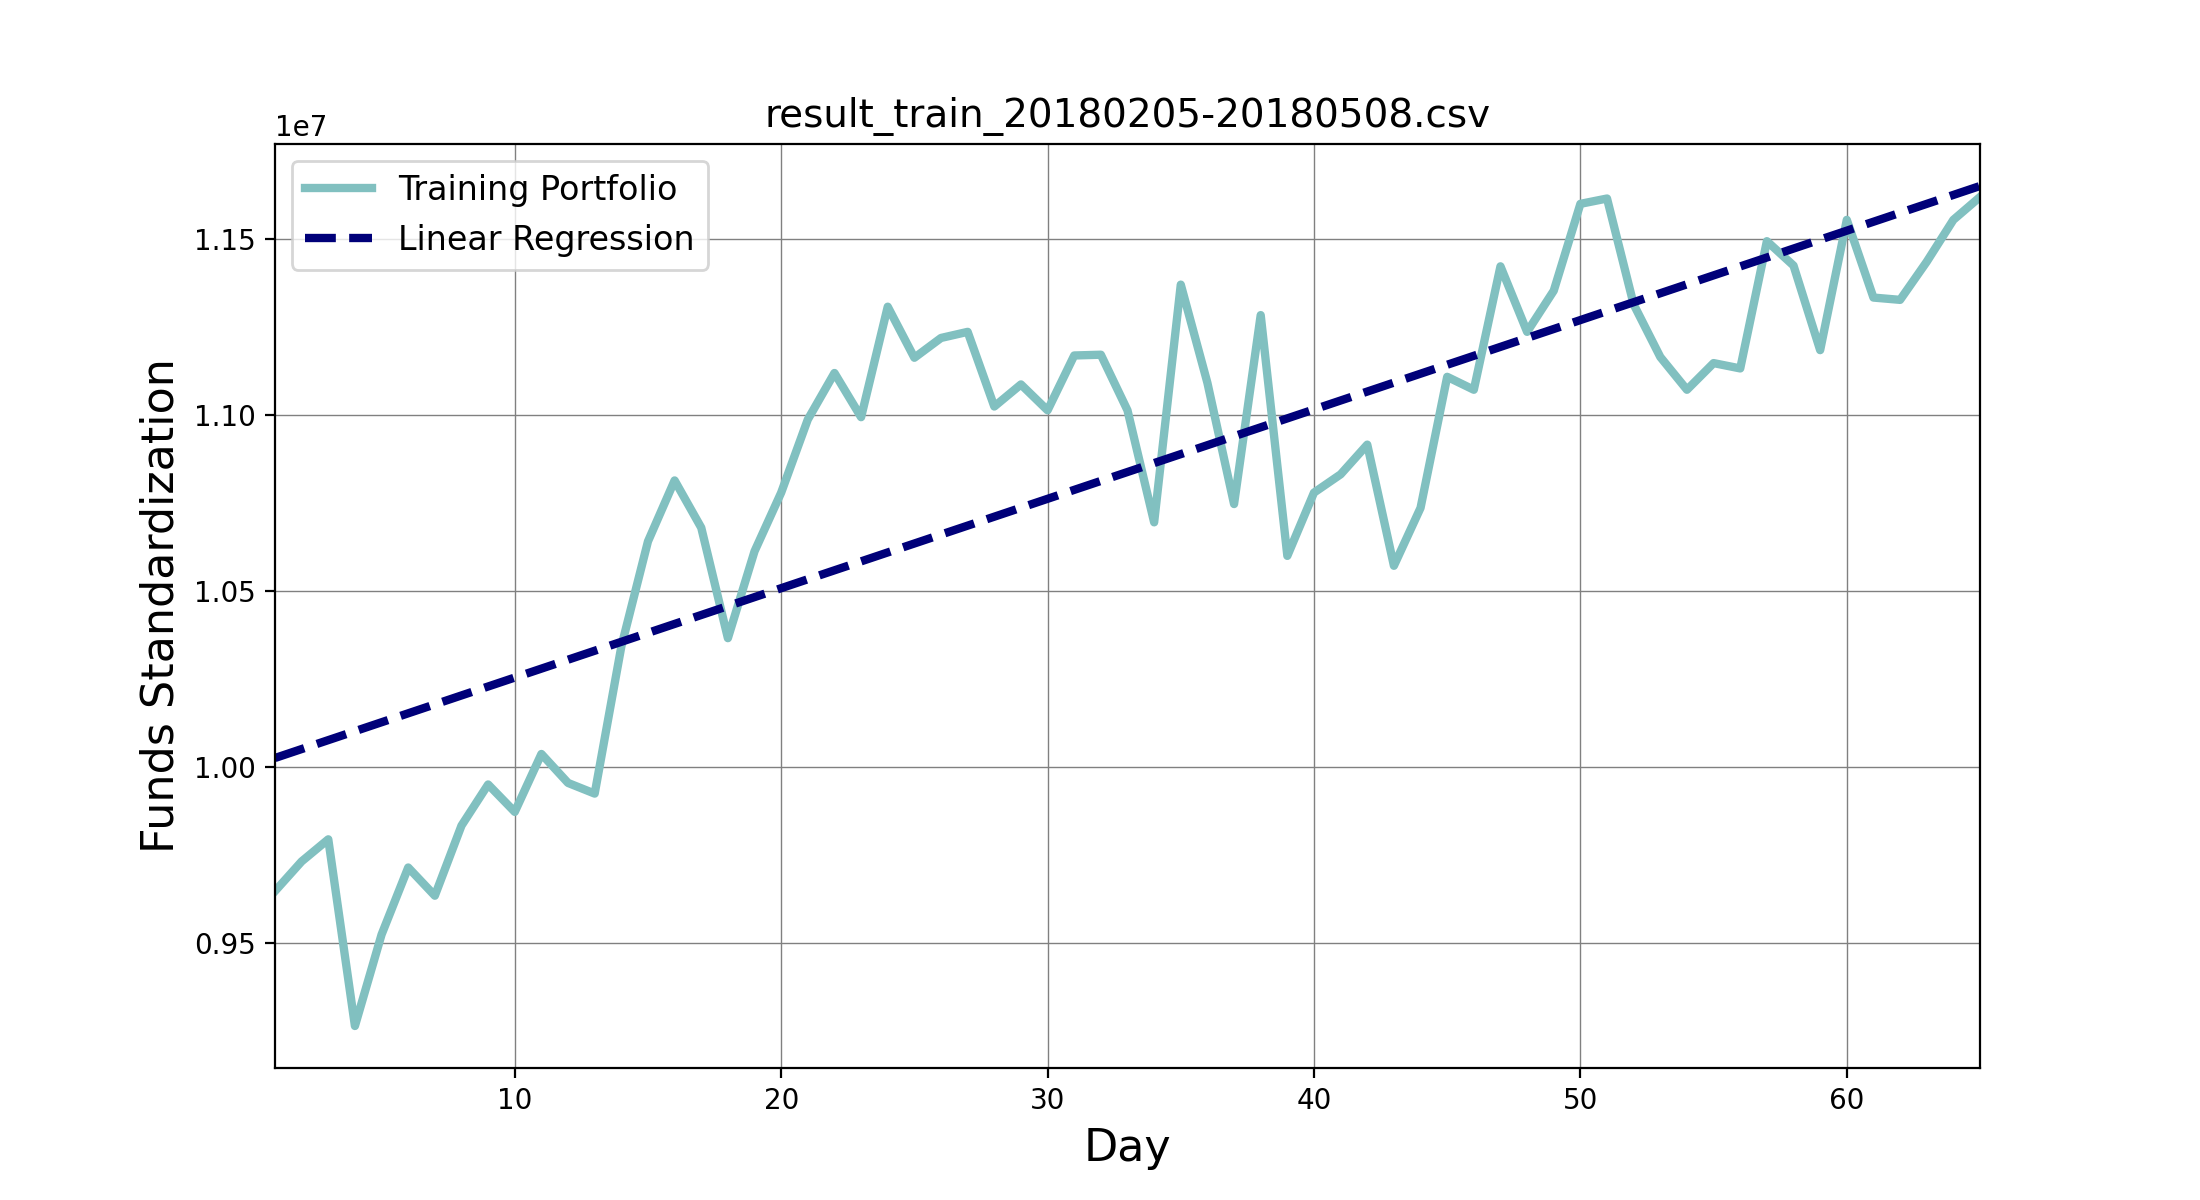 result_train_20180205-20180508.csv
1e7
Training Portfolio
Linear Regression
1.15
1.10
1.05
1.00
0.95
Funds Standardization
10 20 30 40 50 60
Day